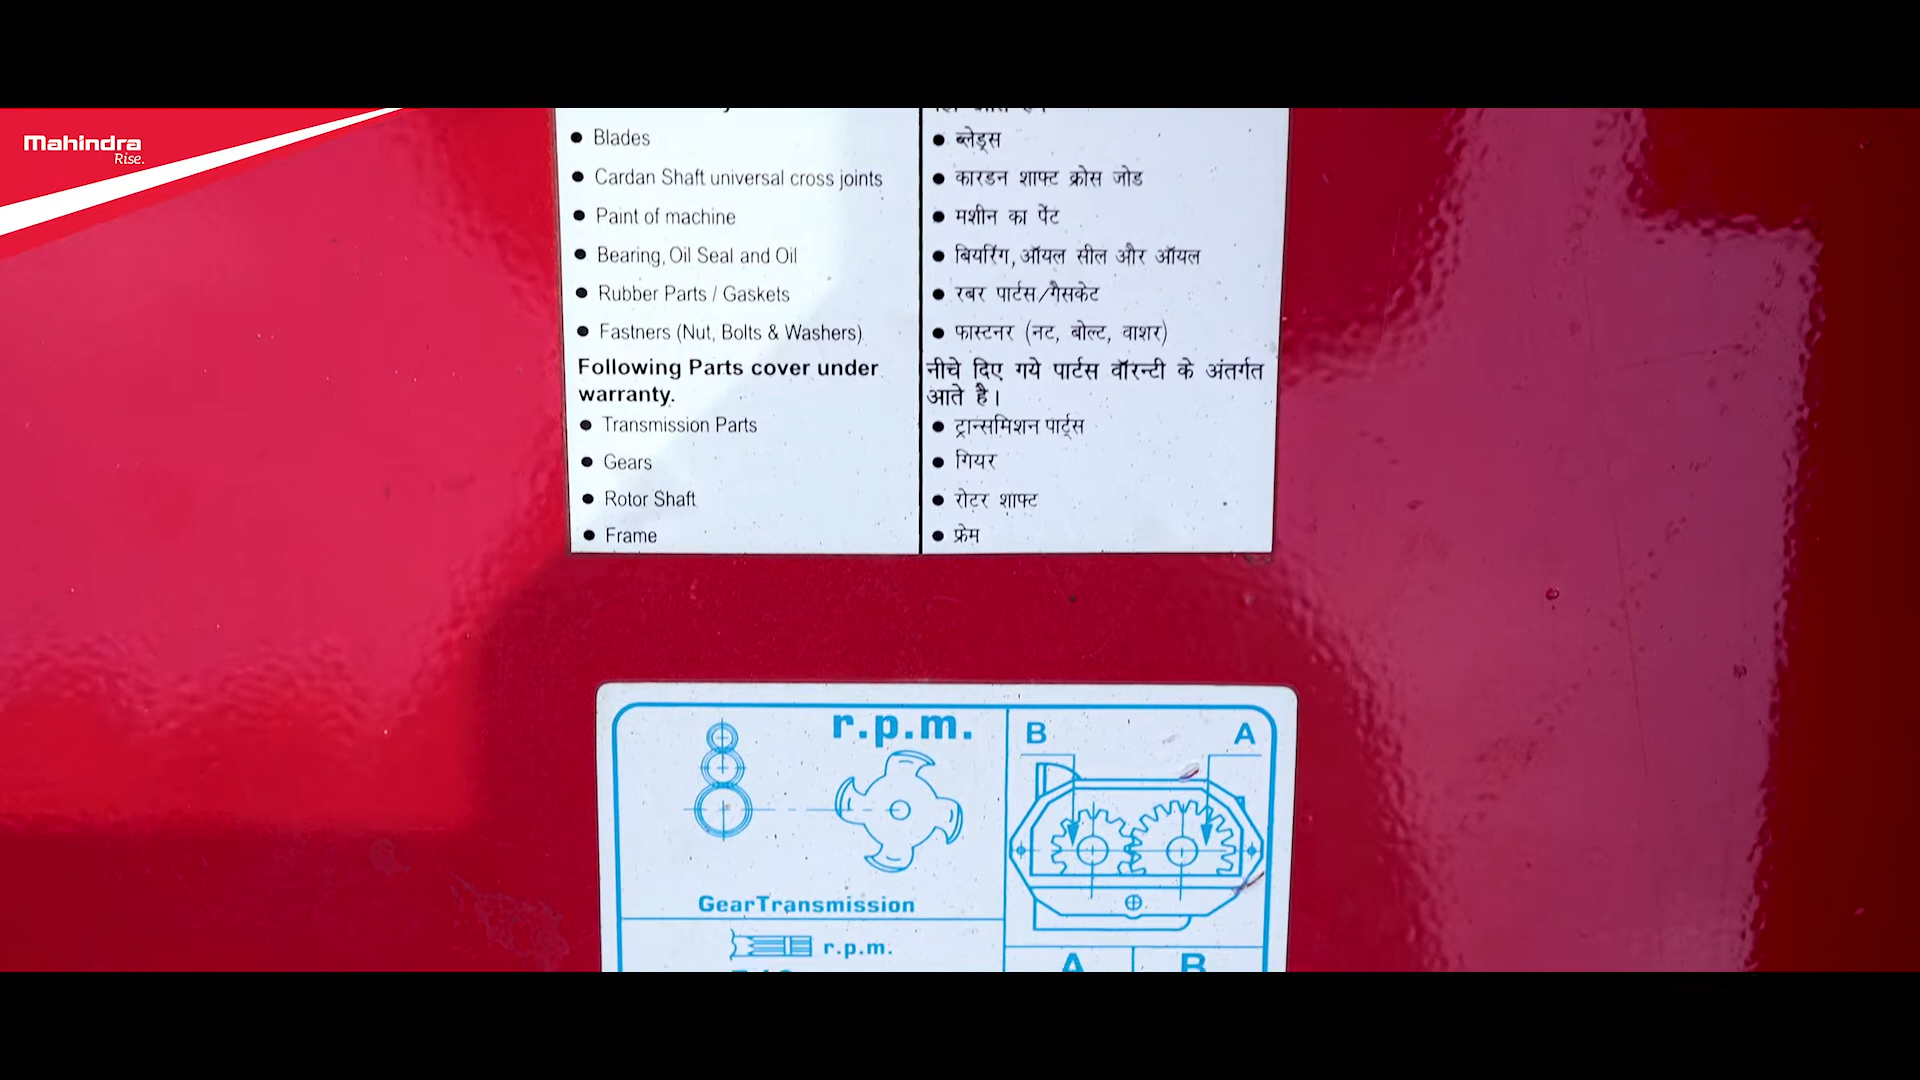 Mahindra
Rise.
Blades
Cardan Shaft universal cross joints
Paint of machine
Bearing, Oil Seal and Oil
Rubber Parts / Gaskets
Fastners (Nut, Bolts & Washers)
Following Parts cover under
warranty.
Transmission Parts
Gears
Rotor Shaft
Frame
ब्लेड्स
कारडन शाफ्ट क्रोस जोड
मशीन का पेंट
बियरिंग, ऑयल सील और ऑयल
रबर पार्टस/गैसकेट
फास्टनर (नट, बोल्ट, वाशर)
नीचे दिए गये पार्टस वॉरन्टी के अंतर्गत
आते है।
ट्रान्समिशन पार्ट्स
गियर
रोटर शाफ्ट
फ्रेम
r.p.m.
GearTransmission
r.p.m.
B A
A B